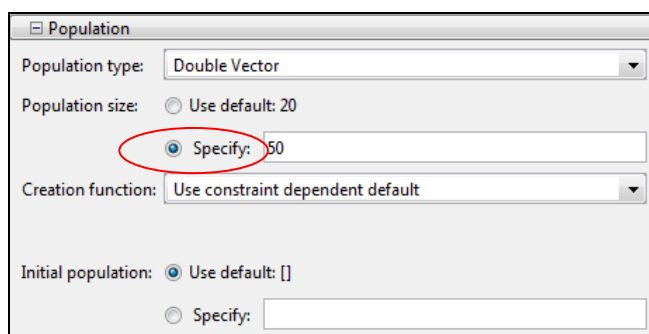 Population
Population type: Double Vector
Population size: Use default: 20
Specify: 50
Creation function: Use constraint dependent default
Initial population: Use default: []
Specify: